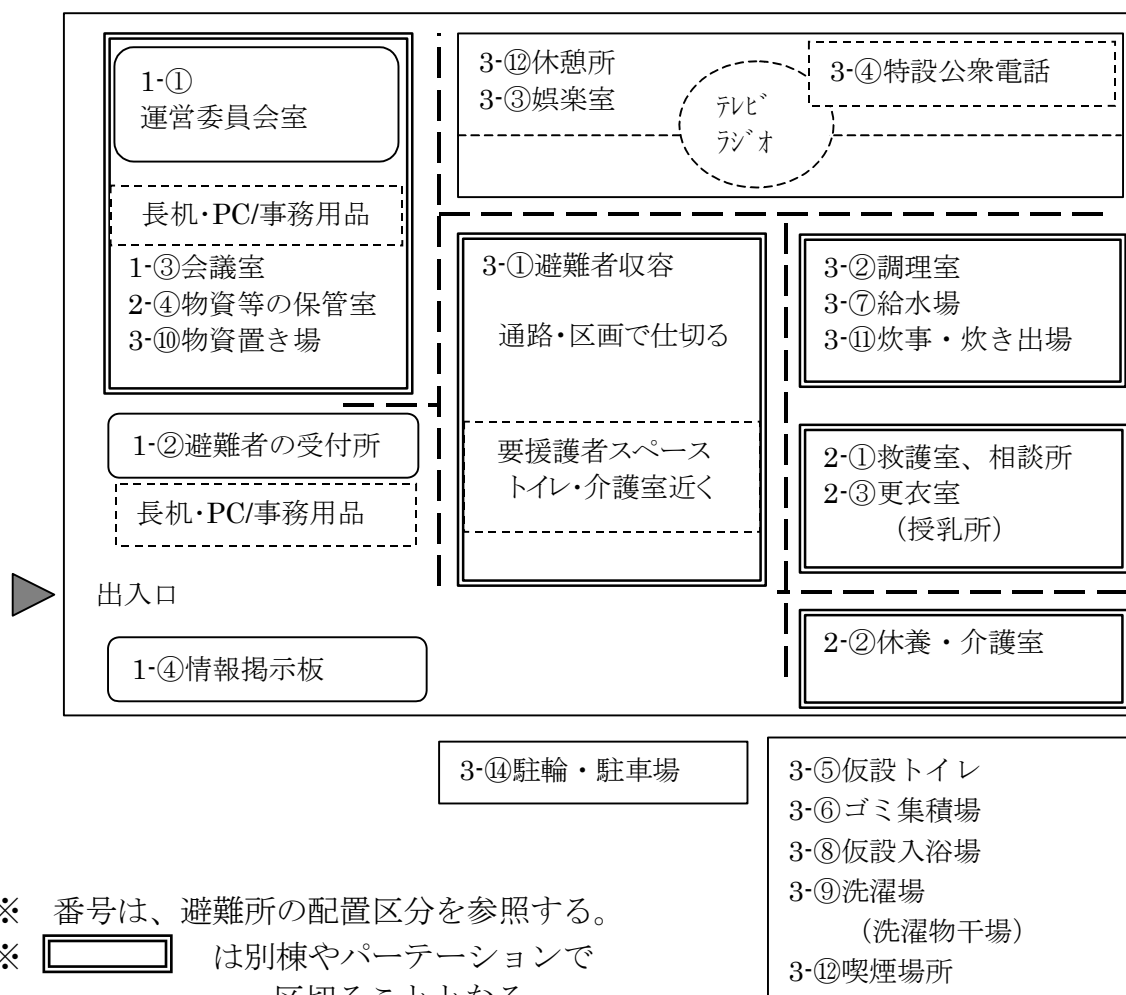 1-①
運営委員会室
長机・PC/事務用品
1-③会議室
2-④物資等の保管室
3-⑩物資置き場
1-②避難者の受付所
長机・PC/事務用品
出入口
1-④情報掲示板
3-⑫休憩所
3-③娯楽室
ﾃﾚﾋﾞ
ﾗｼﾞｵ
3-④特設公衆電話
3-①避難者収容
通路・区画で仕切る
要援護者スペース
トイレ・介護室近く
3-②調理室
3-⑦給水場
3-⑪炊事・炊き出場
2-①救護室、相談所
2-③更衣室
（授乳所）
2-②休養・介護室
3-⑭駐輪・駐車場
3-⑤仮設トイレ
3-⑥ゴミ集積場
3-⑧仮設入浴場
3-⑨洗濯場
（洗濯物干場）
3-⑫喫煙場所
※ 番号は、避難所の配置区分を参照する。
※ は別棟やパーテーションで
区切ることとなる